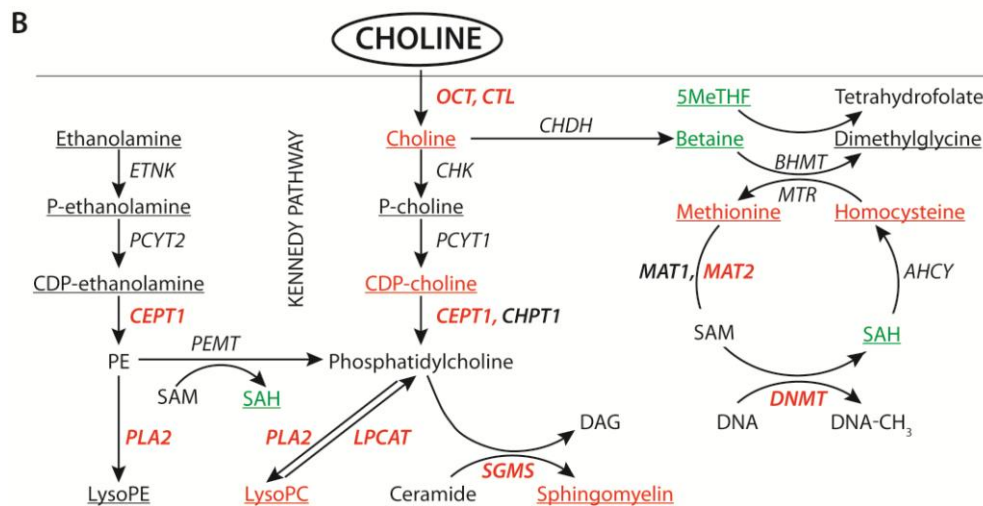 B
CHOLINE
OCT, CTL
5MeTHF
Tetrahydrofolate
Ethanolamine
Choline
CHDH
Betaine
Dimethylglycine
ETNK
CHK
BHMT
MTR
P-ethanolamine
KENNEDY PATHWAY
P-choline
Methionine
Homocysteine
PCYT2
PCYT1
MAT1, MAT2
AHCY
CDP-ethanolamine
CDP-choline
CEPT1
CEPT1, CHPT1
SAM
SAH
PE
PEMT
Phosphatidylcholine
SAM
SAH
DNMT
DNA
DNA-CH3
PLA2
PLA2
LPCAT
DAG
SGMS
LysoPE
LysoPC
Ceramide
Sphingomyelin